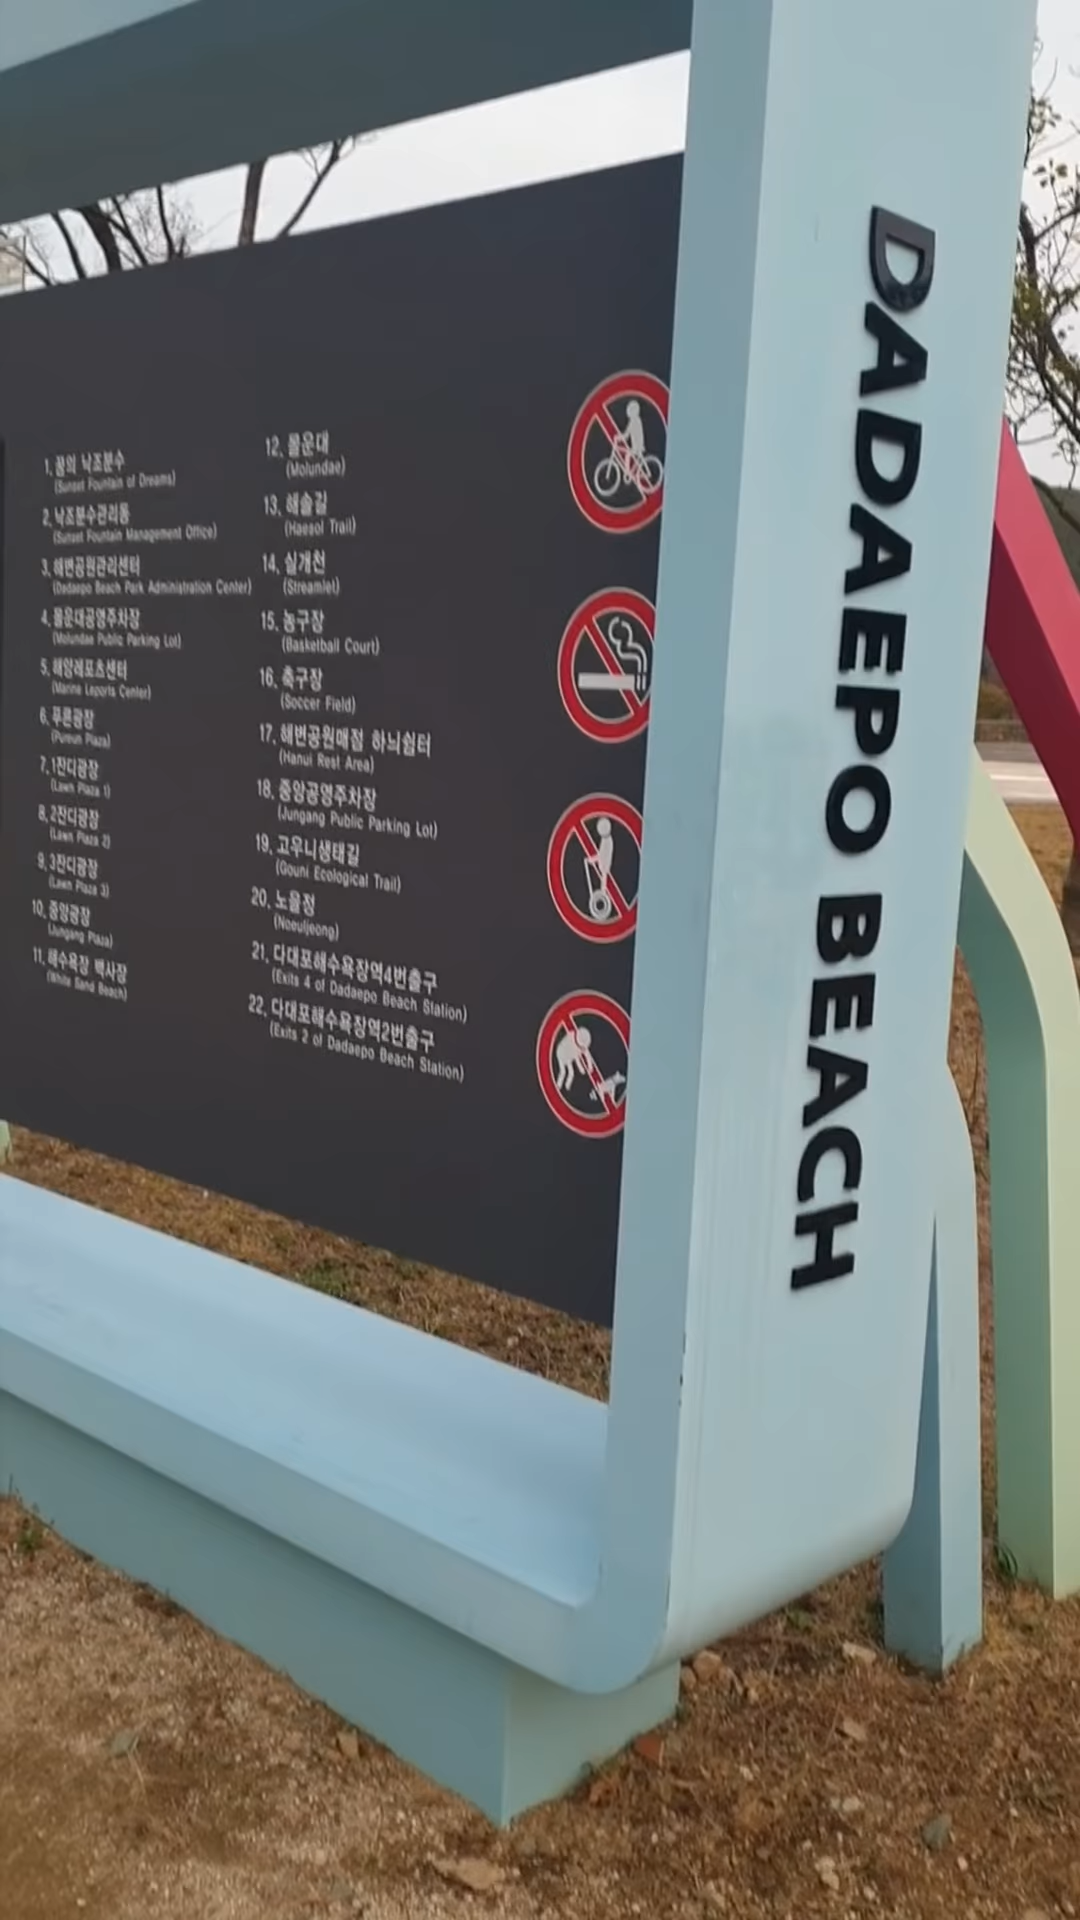 1. 꿈의 낙조분수
(Sunset Fountain of Dreams)
2. 낙조분수관리동
(Sunset Fountain Management Office)
3. 해변공원관리센터
(Dadaepo Beach Park Administration Center)
4. 몰운대공영주차장
(Molundae Public Parking Lot)
5. 해양레포츠센터
(Marine Leports Center)
6. 푸른광장
(Pureun Plaza)
7. 1잔디광장
(Lawn Plaza 1)
8. 2잔디광장
(Lawn Plaza 2)
9. 3잔디광장
(Lawn Plaza 3)
10. 중앙광장
(Jungang Plaza)
11. 해수욕장 백사장
(White Sand Beach)
12. 몰운대
(Molundae)
13. 해솔길
(Haesol Trail)
14. 실개천
(Streamlet)
15. 농구장
(Basketball Court)
16. 축구장
(Soccer Field)
17. 해변공원매점 하늬쉼터
(Hanui Rest Area)
18. 중앙공영주차장
(Jungang Public Parking Lot)
19. 고우니생태길
(Gouni Ecological Trail)
20. 노을정
(Noeuljeong)
21. 다대포해수욕장역4번출구
(Exits 4 of Dadaepo Beach Station)
22. 다대포해수욕장역2번출구
(Exits 2 of Dadaepo Beach Station)
DADAEPO BEACH